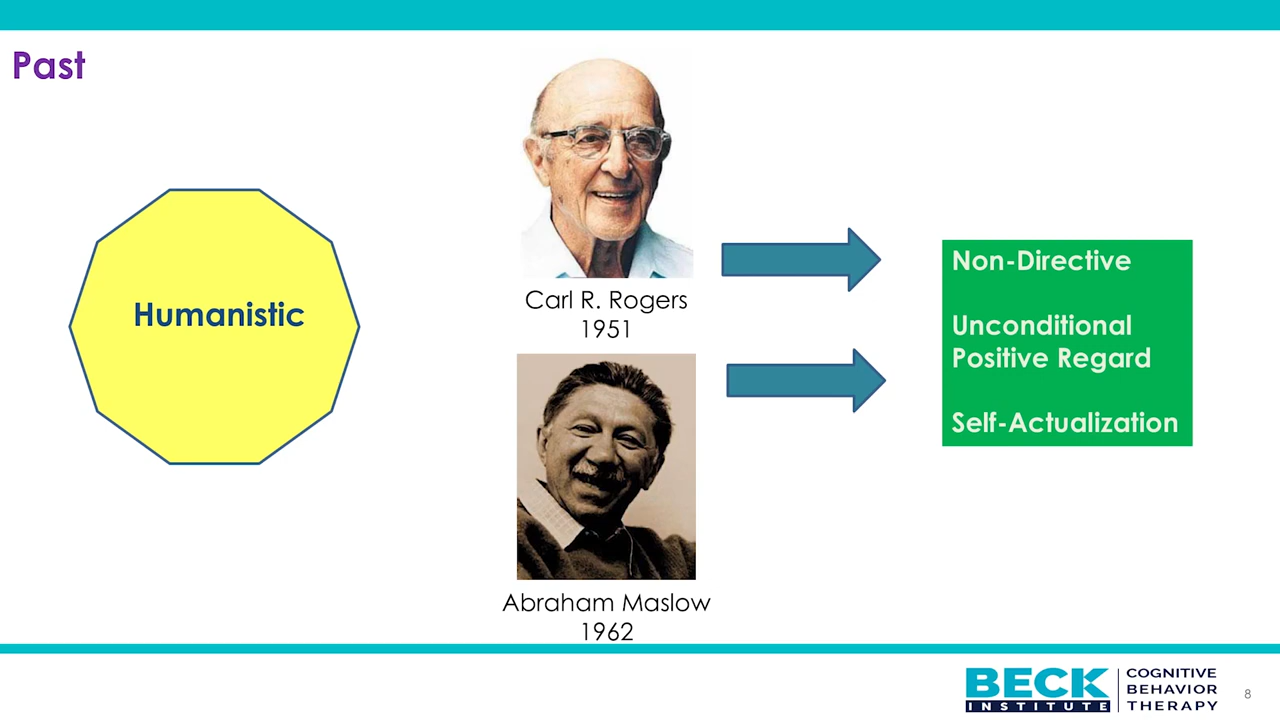 Past
Humanistic
Carl R. Rogers
1951
Abraham Maslow
1962
Non-Directive
Unconditional
Positive Regard
Self-Actualization
BECK
INSTITUTE
COGNITIVE
BEHAVIOR
THERAPY
8